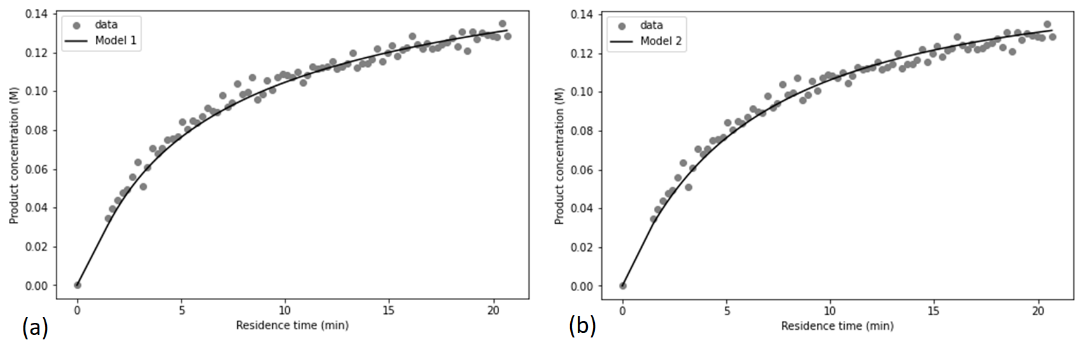 0.14
0.12
0.10
0.08
0.06
0.04
0.02
0.00
Product concentration (M)
data
Model 1
0 5 10 15 20
Residence time (min)
(a)
0.14
0.12
0.10
0.08
0.06
0.04
0.02
0.00
Product concentration (M)
data
Model 2
0 5 10 15 20
Residence time (min)
(b)